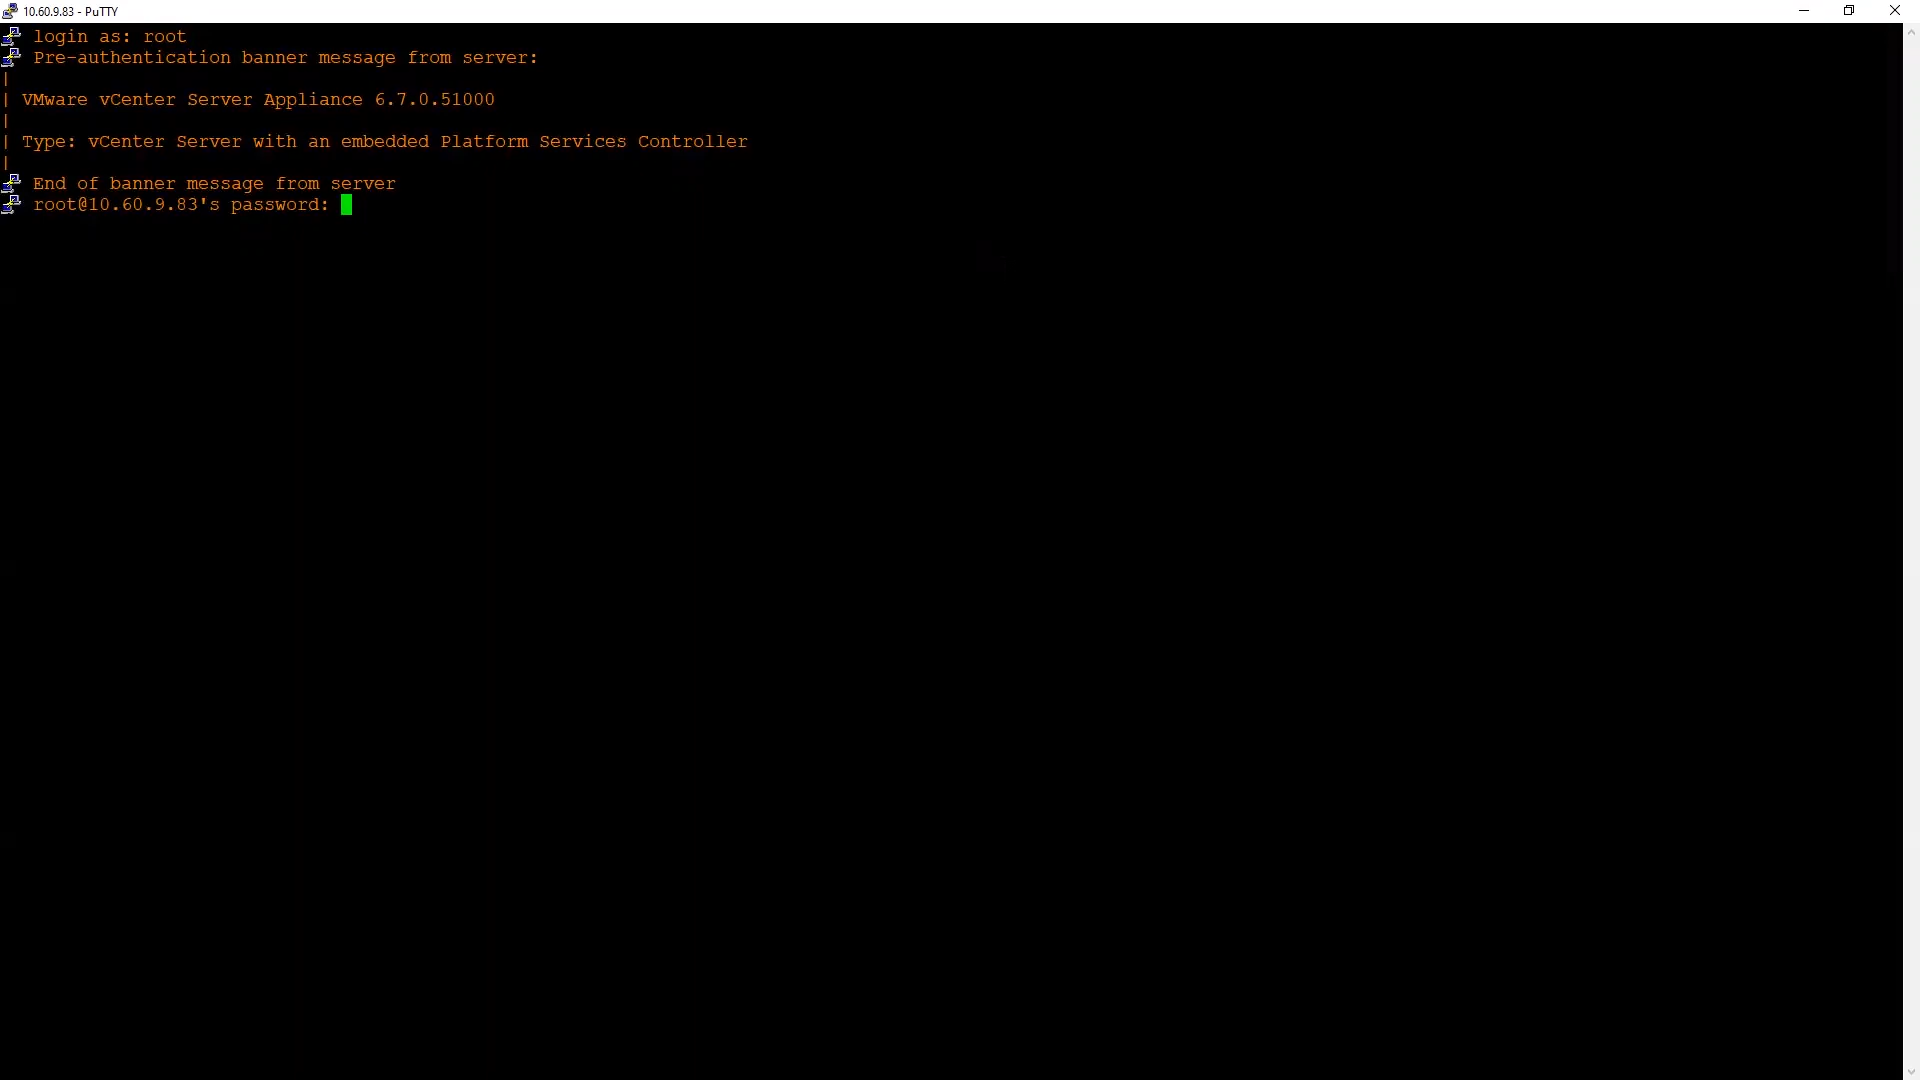 10.60.9.83 - PuTTY
login as: root
Pre-authentication banner message from server:
|
| VMware vCenter Server Appliance 6.7.0.51000
|
| Type: vCenter Server with an embedded Platform Services Controller
|
End of banner message from server
root@10.60.9.83's password: